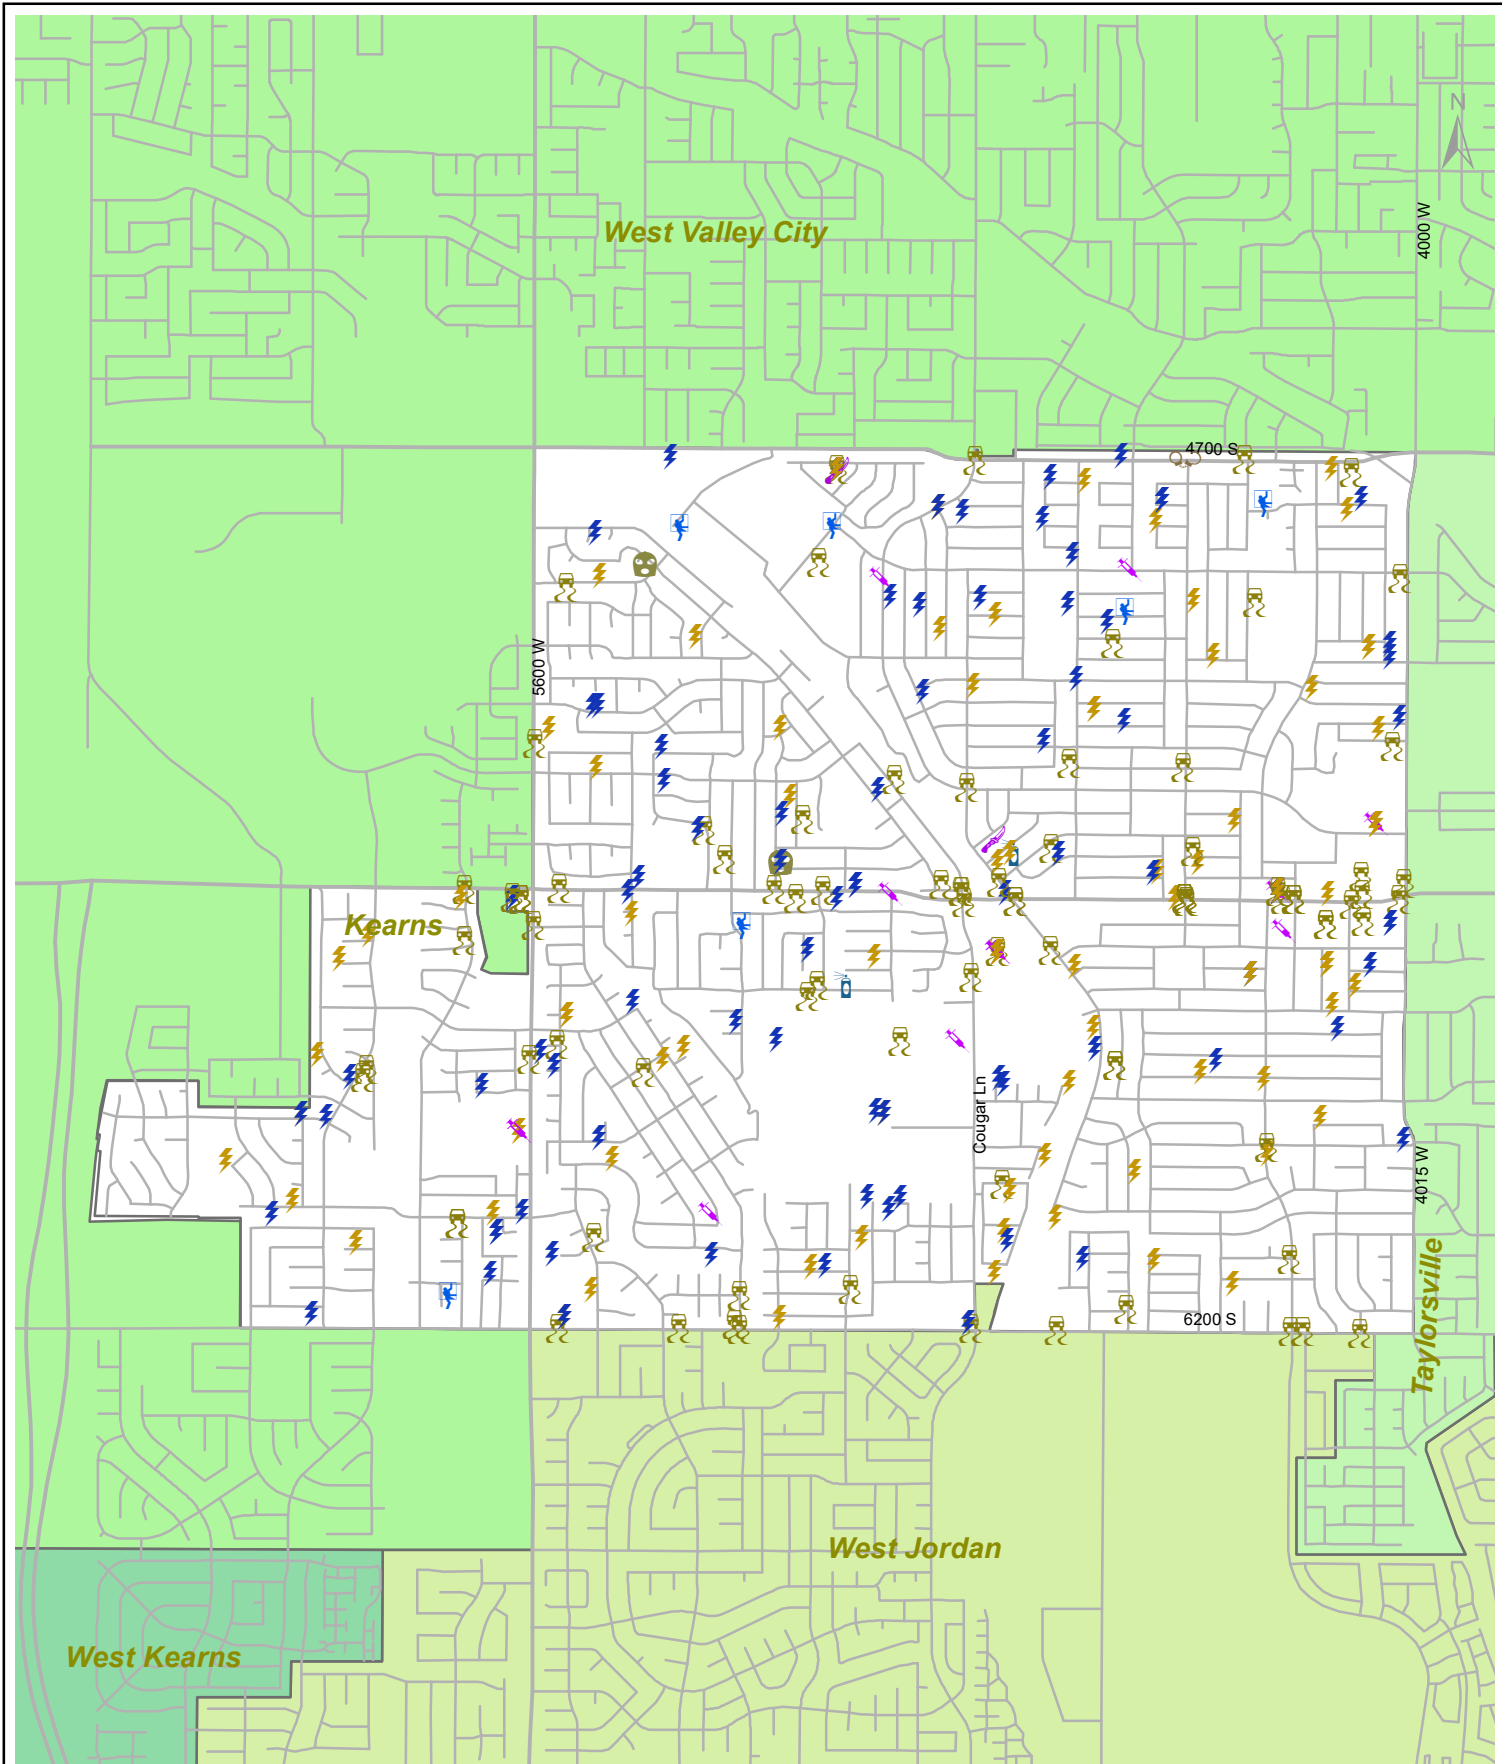 N
4000 W
West Valley City
4700 S
5600 W
Kearns
Cougar Ln
4015 W
Taylorsville
6200 S
West Jordan
West Kearns